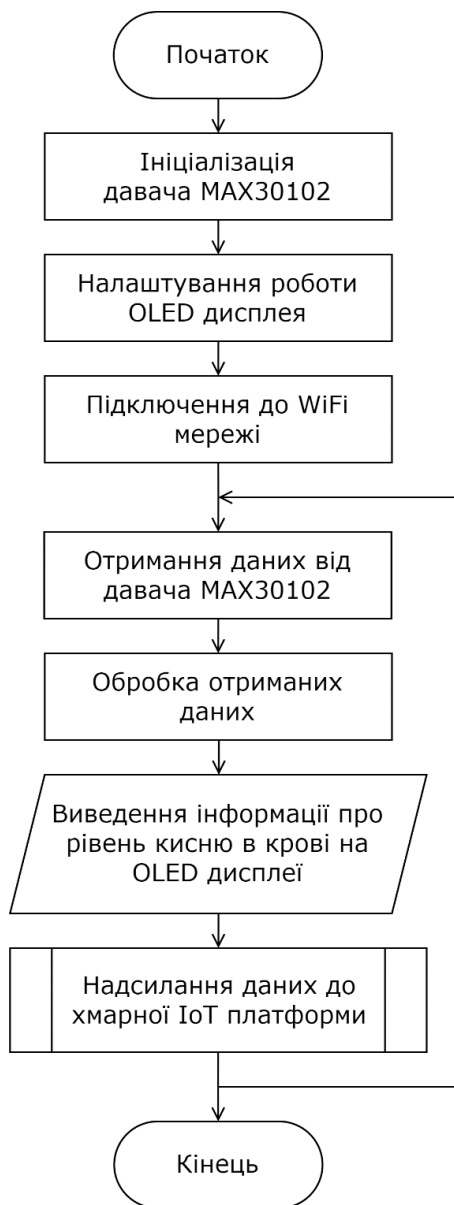 Початок
Ініціалізація
давача MAX30102
Налаштування роботи
OLED дисплея
Підключення до WiFi
мережі
Отримання даних від
давача MAX30102
Обробка отриманих
даних
Виведення інформації про
рівень кисню в крові на
OLED дисплеї
Надсилання даних до
хмарної IoT платформи
Кінець